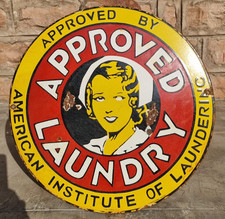 APPROVED BY
APPROVED
LAUNDRY
AMERICAN INSTITUTE OF LAUNDERING